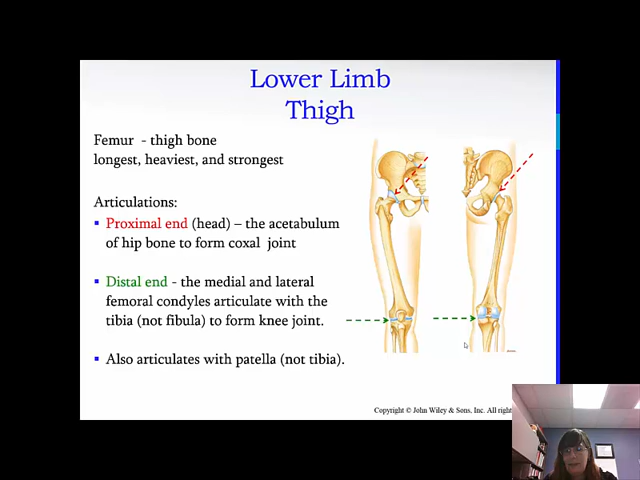 Lower Limb
Thigh
Femur - thigh bone
longest, heaviest, and strongest
Articulations:
▪ Proximal end (head) – the acetabulum
of hip bone to form coxal joint
▪ Distal end - the medial and lateral
femoral condyles articulate with the
tibia (not fibula) to form knee joint.
▪ Also articulates with patella (not tibia).
Copyright © John Wiley & Sons, Inc. All